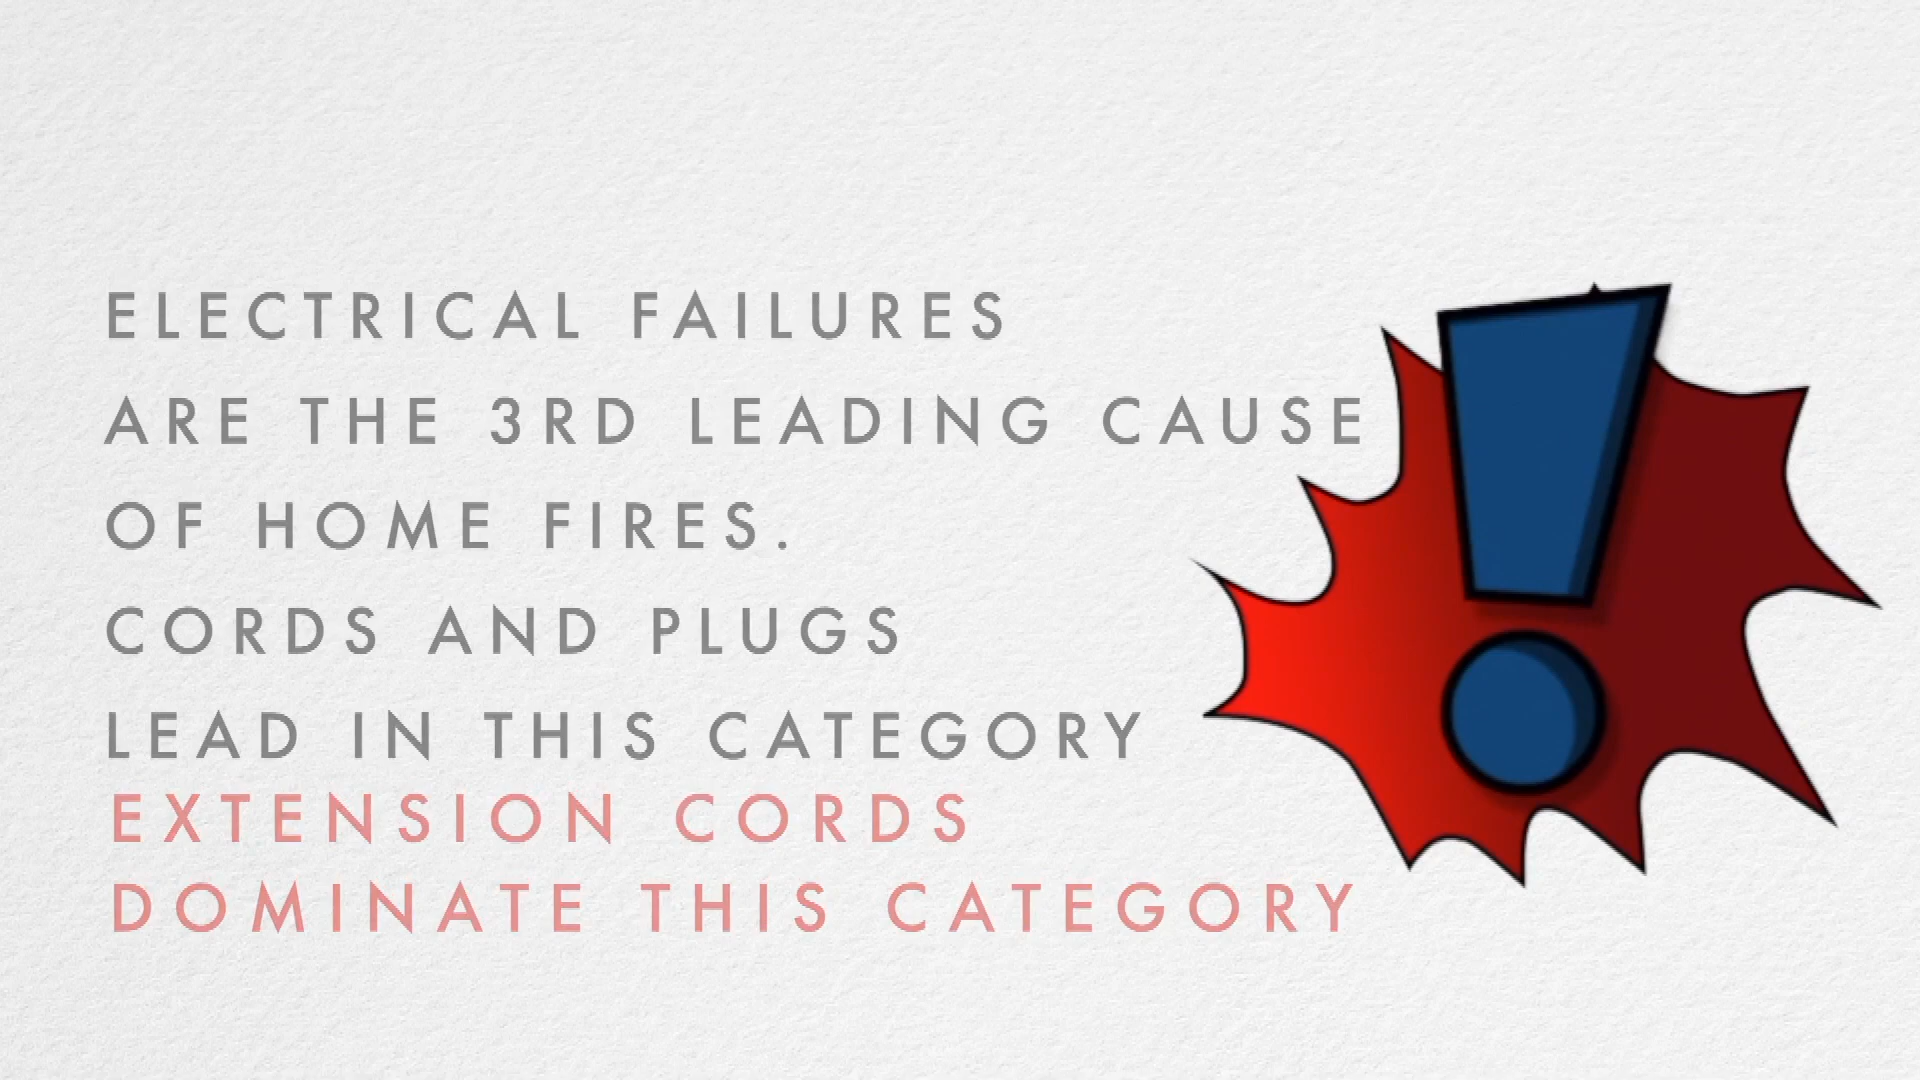 ELECTRICAL FAILURES
ARE THE 3RD LEADING CAUSE
OF HOME FIRES.
CORDS AND PLUGS
LEAD IN THIS CATEGORY
EXTENSION CORDS
DOMINATE THIS CATEGORY